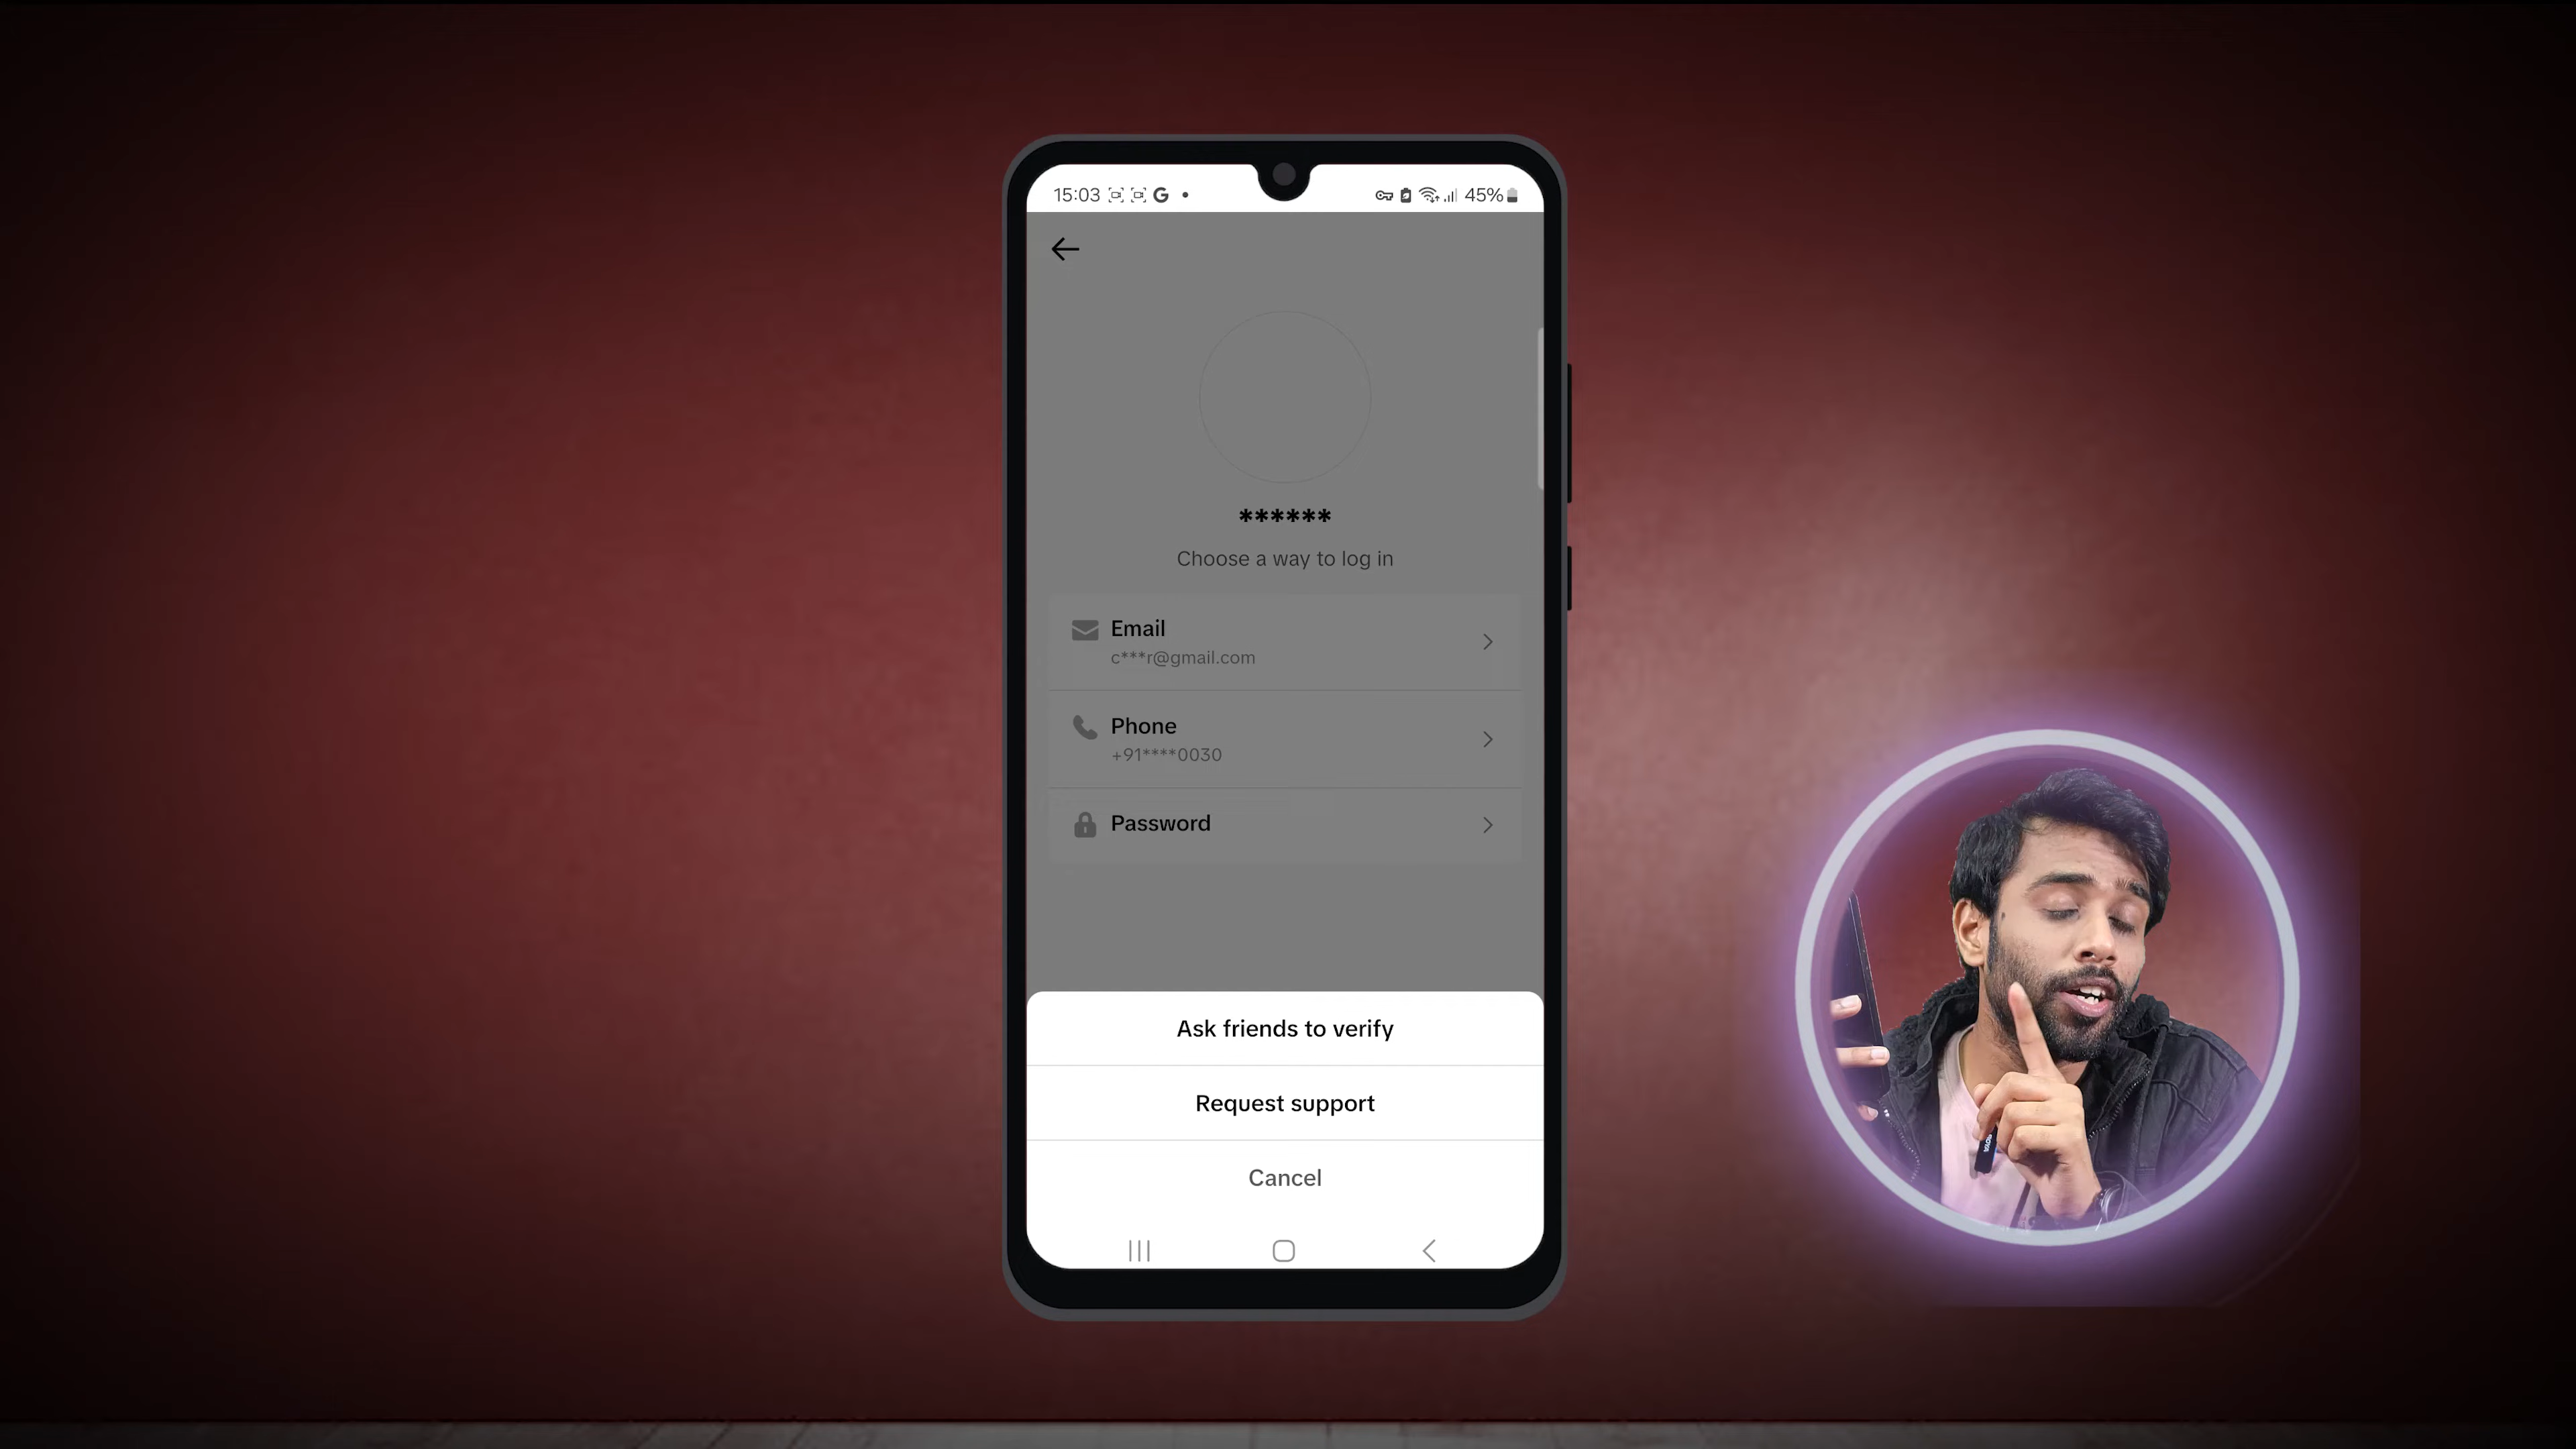 15:03 G • 45%
******
Choose a way to log in
Email
c***r@gmail.com
Phone
+91****0030
Password
Ask friends to verify
Request support
Cancel